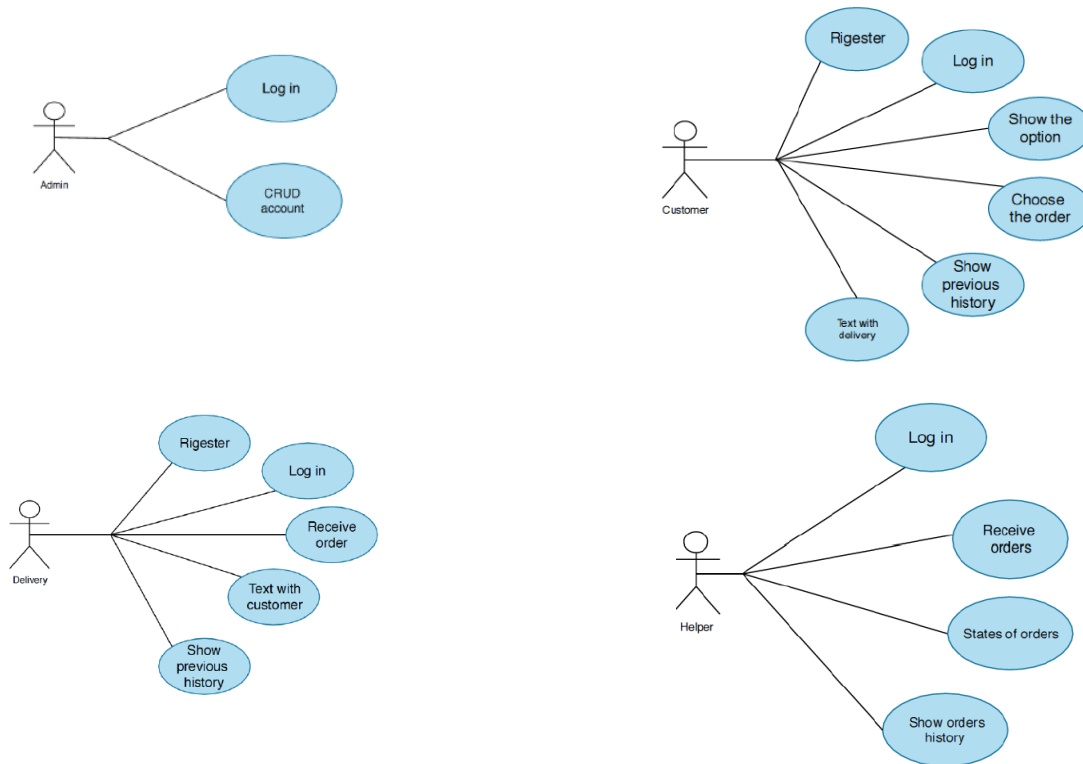 Log in
Admin
CRUD
account
Rigester
Log in
Show the
option
Customer
Choose
the order
Show
previous
history
Text with
delivery
Rigester
Log in
Receive
order
Delivery
Text with
customer
Show
previous
history
Log in
Receive
orders
Helper
States of orders
Show orders
history